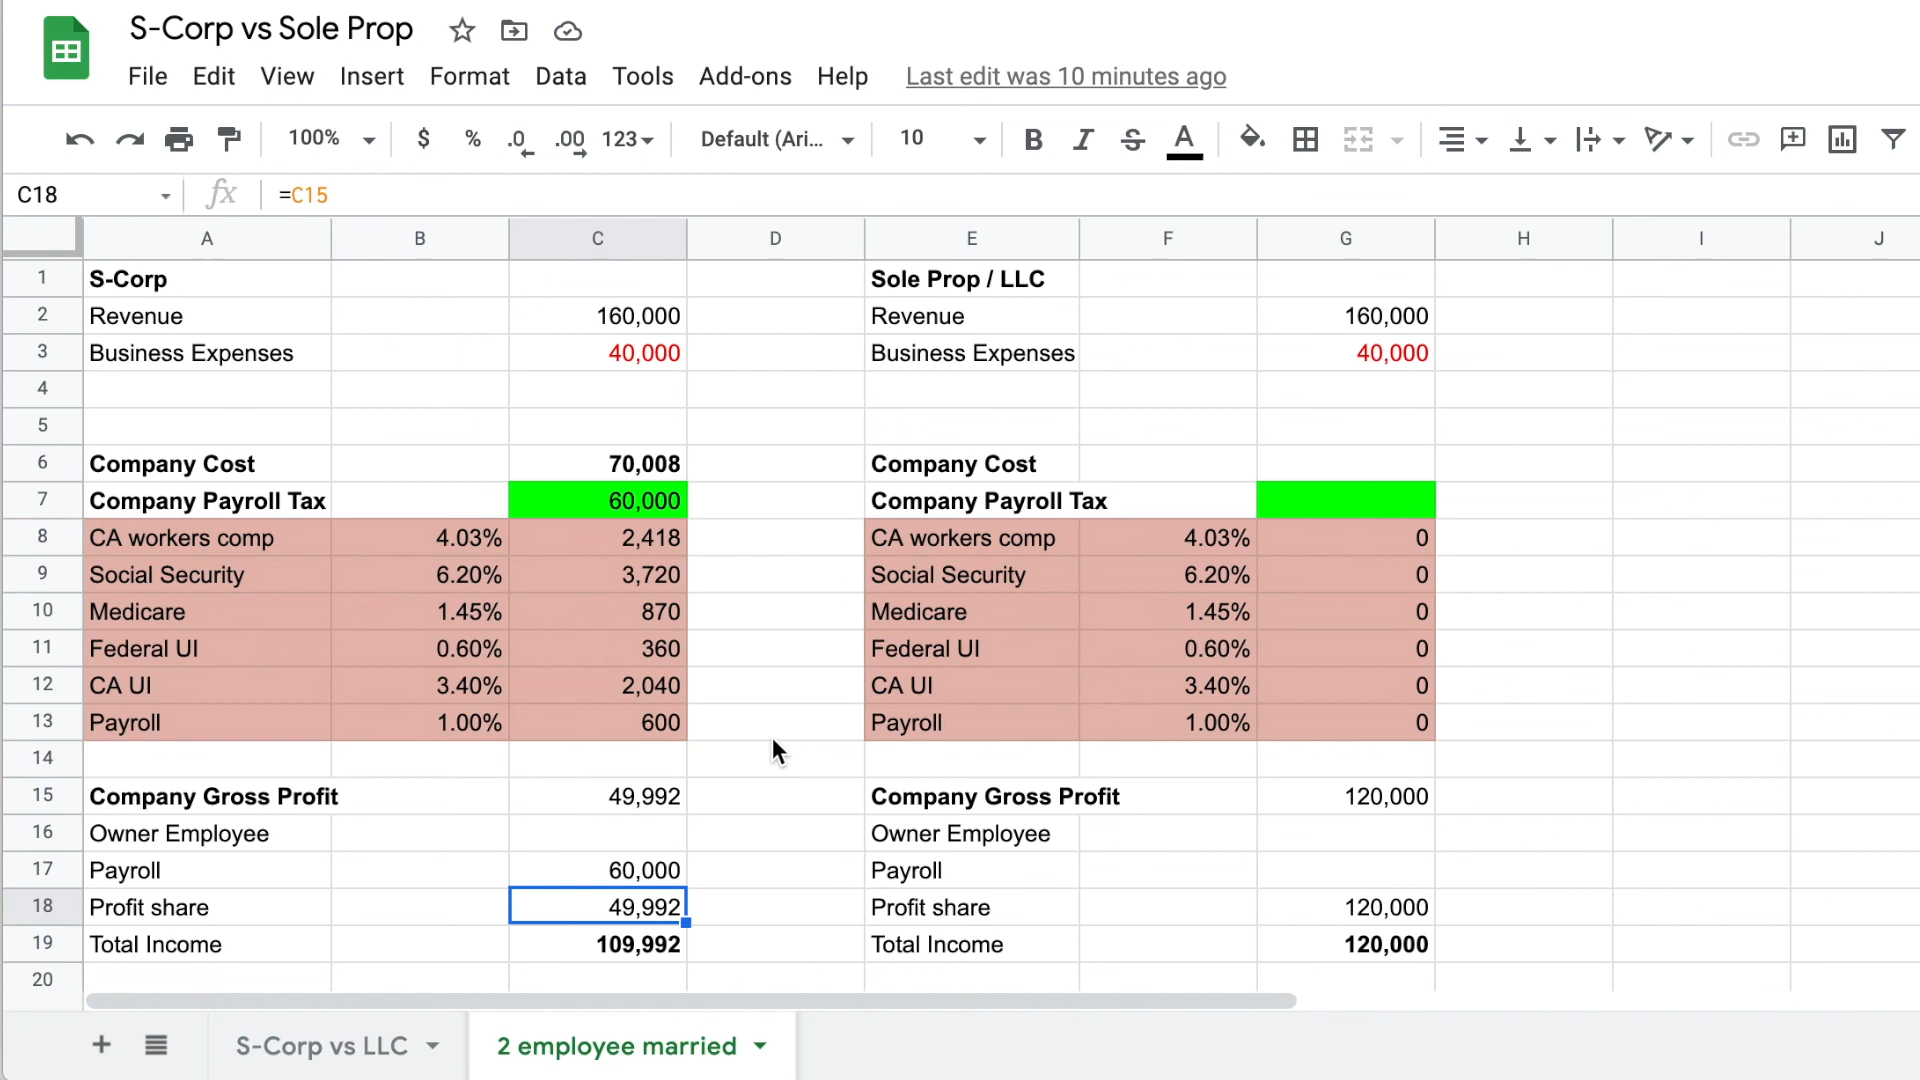 S-Corp vs Sole Prop
File Edit View Insert Format Data Tools Add-ons Help Last edit was 10 minutes ago
100% $ % .0 .00 123 Default (Ari... 10 B I S A
C18 fx =C15
A B C D E F G H I J
1 S-Corp Sole Prop / LLC
2 Revenue 160,000 Revenue 160,000
3 Business Expenses 40,000 Business Expenses 40,000
4
5
6 Company Cost 70,008 Company Cost
7 Company Payroll Tax 60,000 Company Payroll Tax
8 CA workers comp 4.03% 2,418 CA workers comp 4.03% 0
9 Social Security 6.20% 3,720 Social Security 6.20% 0
10 Medicare 1.45% 870 Medicare 1.45% 0
11 Federal UI 0.60% 360 Federal UI 0.60% 0
12 CA UI 3.40% 2,040 CA UI 3.40% 0
13 Payroll 1.00% 600 Payroll 1.00% 0
14
15 Company Gross Profit 49,992 Company Gross Profit 120,000
16 Owner Employee Owner Employee
17 Payroll 60,000 Payroll
18 Profit share 49,992 Profit share 120,000
19 Total Income 109,992 Total Income 120,000
20
S-Corp vs LLC 2 employee married